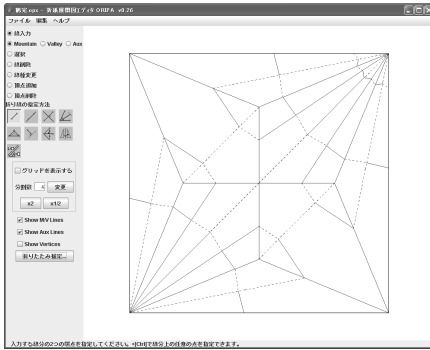 鶴元.opx - 折紙展開図エディタ ORIPA v0.26
ファイル 編集 ヘルプ
線入力
Mountain Valley Aux
選択
線削除
線種変更
頂点追加
頂点削除
折り線の指定方法
グリッドを表示する
分割数 4 変更
x2 x1/2
Show M/V Lines
Show Aux Lines
Show Vertices
折りたたみ推定...
入力する線分の2つの端点を指定してください。+[Ctrl]で線分上の任意の点を指定できます。